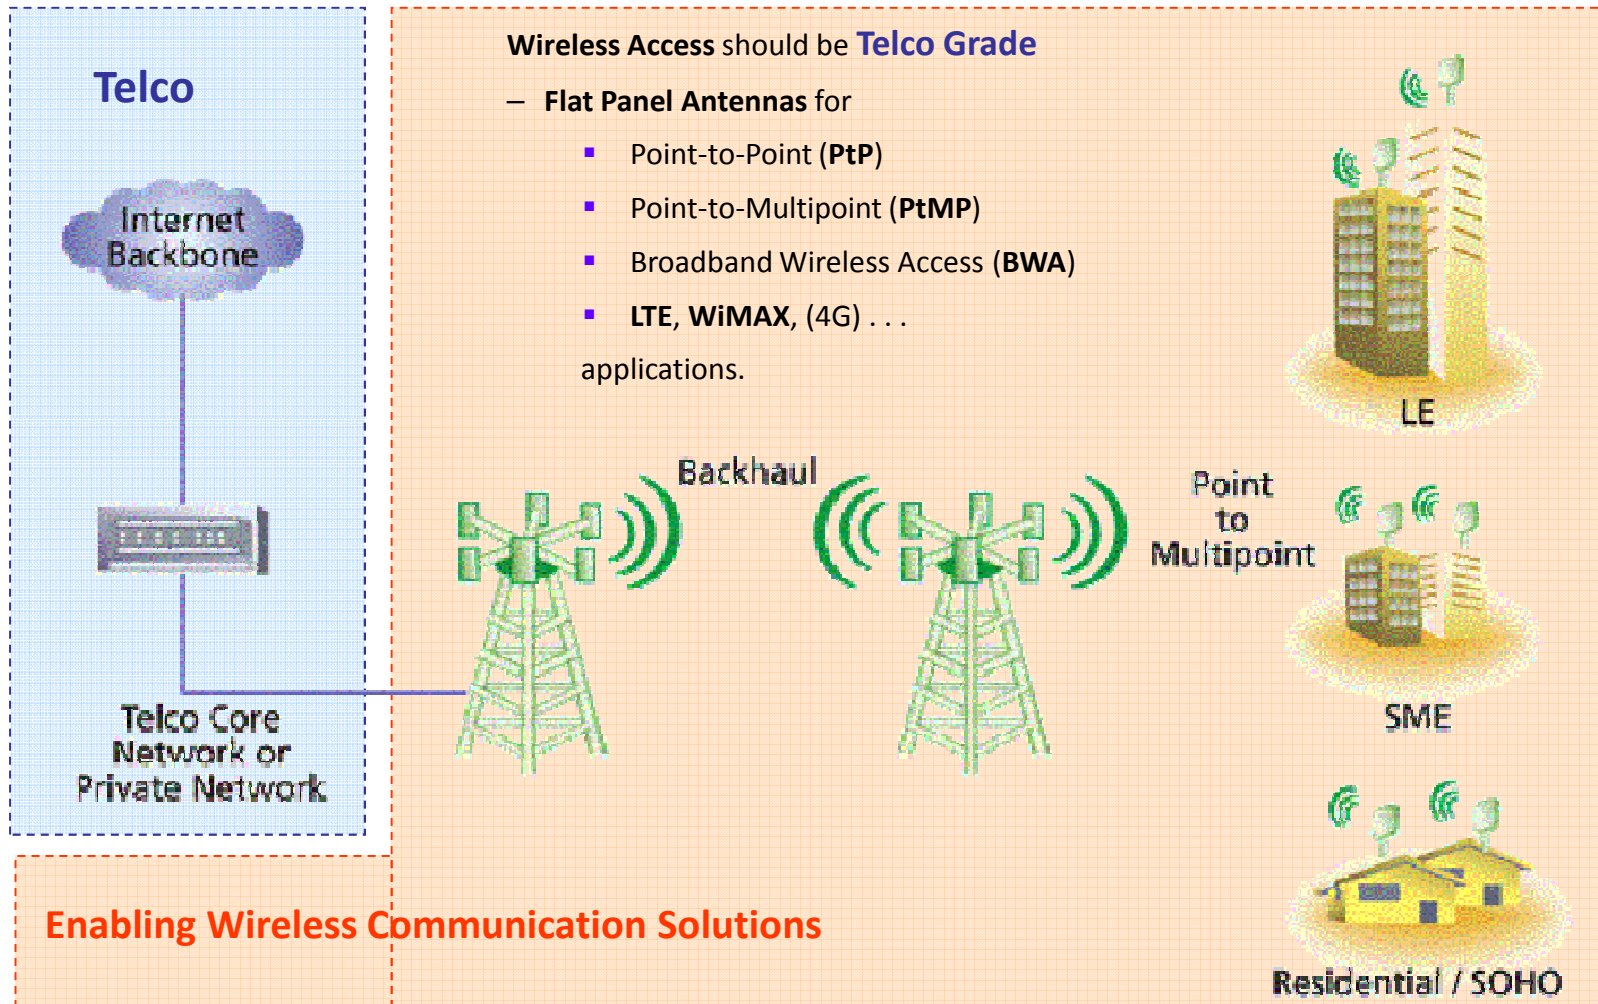 Telco
Internet
Backbone
Telco Core
Network or
Private Network
Wireless Access should be Telco Grade
– Flat Panel Antennas for
▪ Point-to-Point (PtP)
▪ Point-to-Multipoint (PtMP)
▪ Broadband Wireless Access (BWA)
▪ LTE, WiMAX, (4G) . . .
applications.
Backhaul
Point
to
Multipoint
LE
SME
Residential / SOHO
Enabling Wireless Communication Solutions